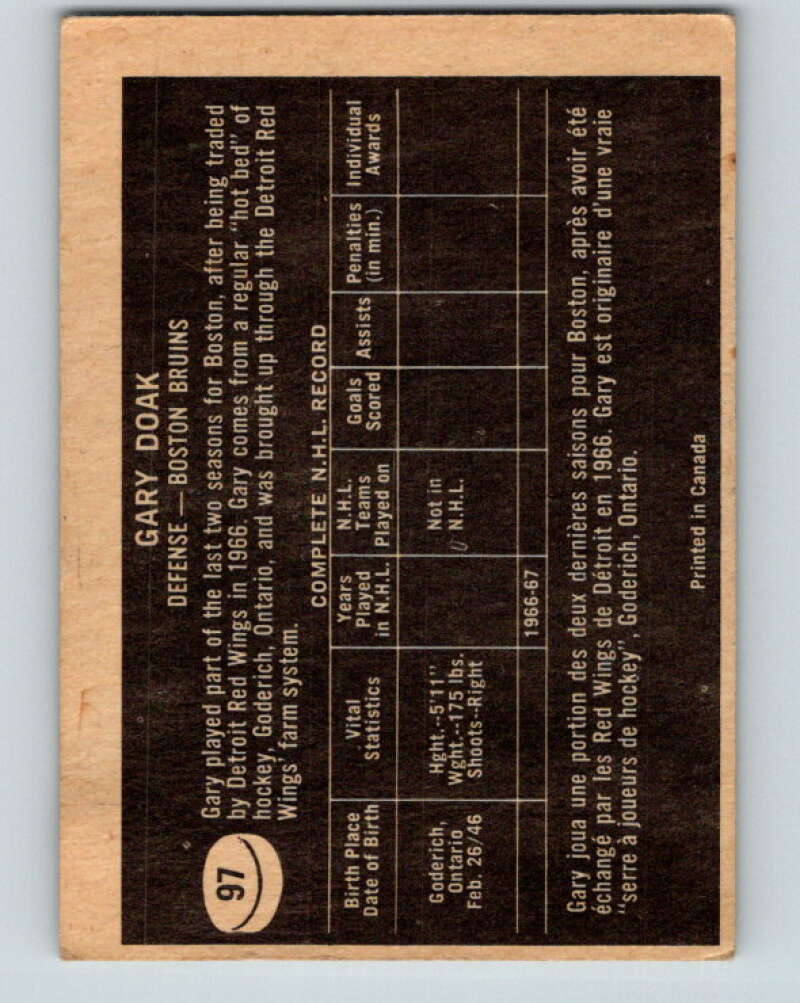 GARY DOAK
DEFENSE — BOSTON BRUINS
97
Gary played part of the last two seasons for Boston, after being traded
by Detroit Red Wings in 1966. Gary comes from a regular "hot bed" of
hockey, Goderich, Ontario, and was brought up through the Detroit Red
Wings' farm system.
COMPLETE N.H.L. RECORD
Birth Place
Date of Birth
Vital
Statistics
Years
Played
in N.H.L.
N.H.L.
Teams
Played on
Goals
Scored
Assists
Penalties
(in min.)
Individual
Awards
Goderich,
Ontario
Feb. 26/46
Hght.--5'11"
Wght.--175 lbs.
Shoots--Right
Not in
N.H.L.
1966-67
Gary joua une portion des deux dernières saisons pour Boston, après avoir été
échangé par les Red Wings de Détroit en 1966. Gary est originaire d'une vraie
"serre à joueurs de hockey", Goderich, Ontario.
Printed in Canada